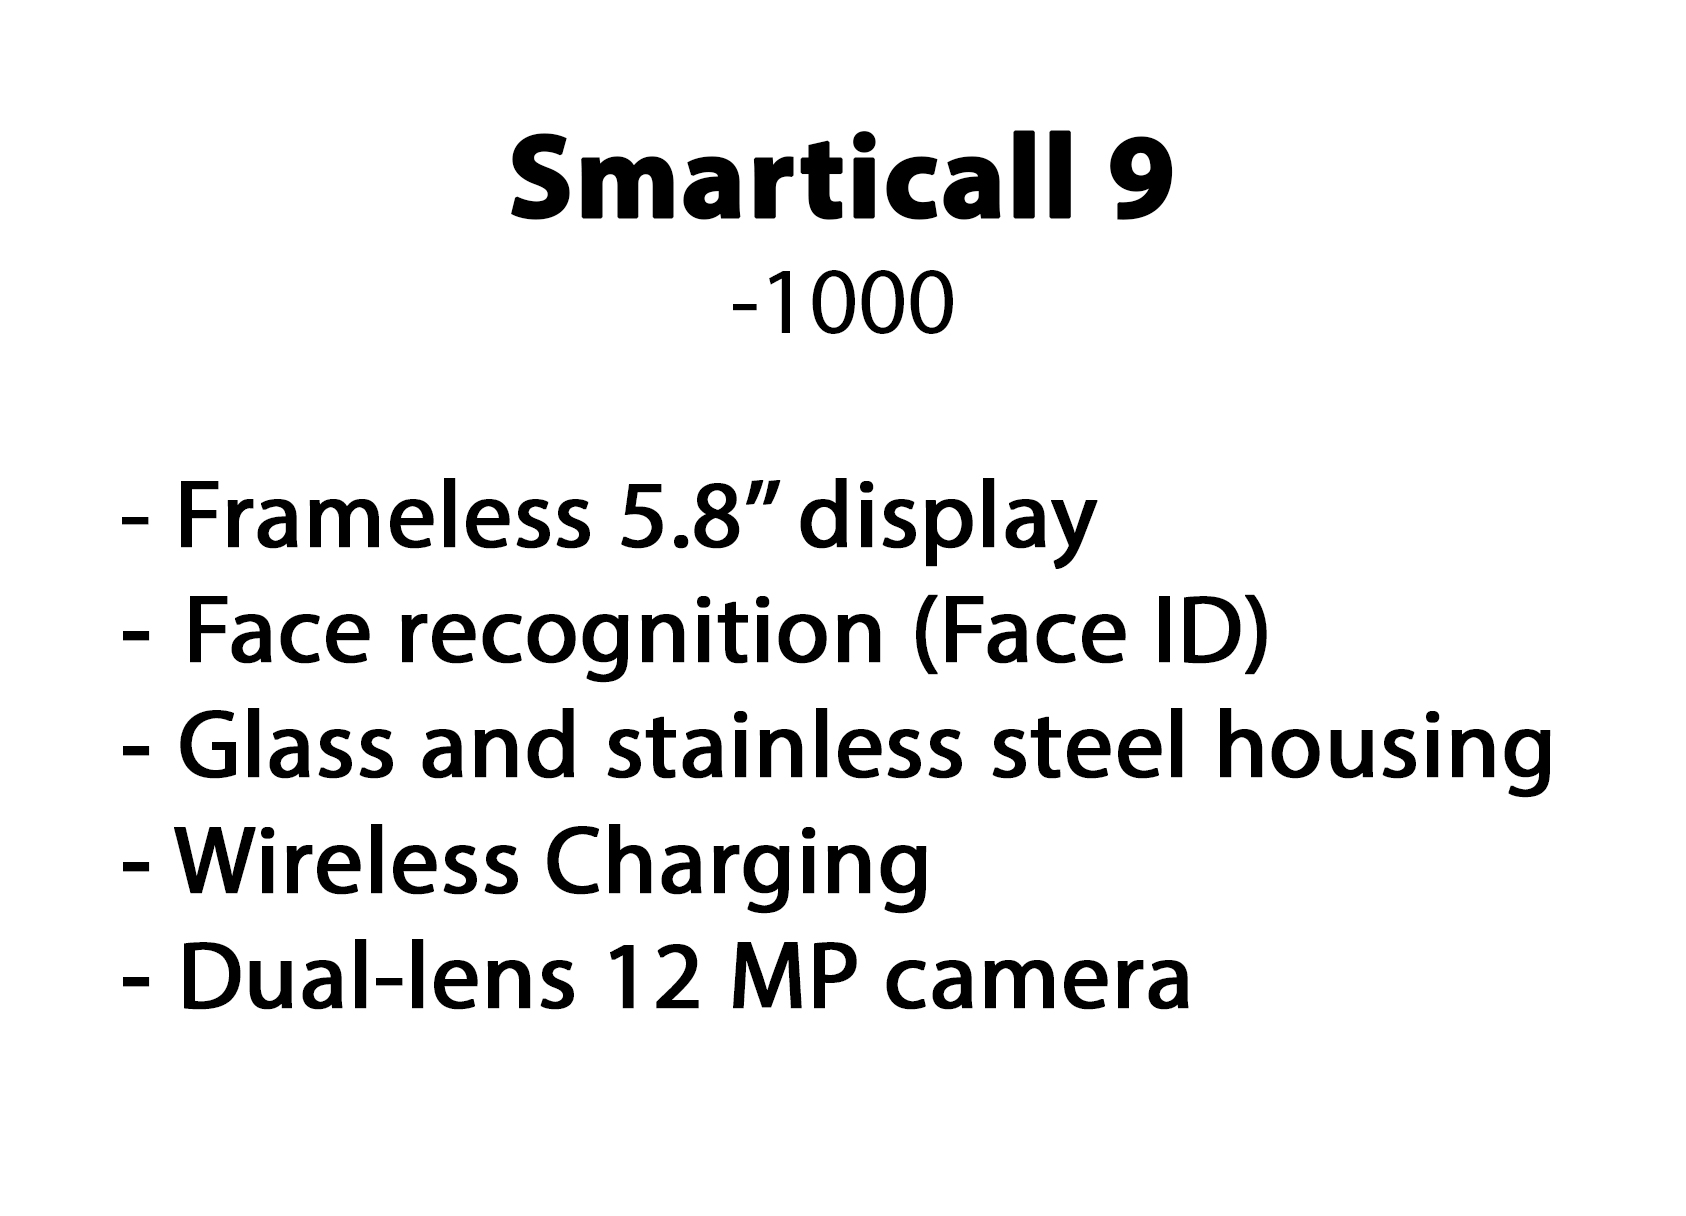 Smarticall 9
-1000
- Frameless 5.8” display
- Face recognition (Face ID)
- Glass and stainless steel housing
- Wireless Charging
- Dual-lens 12 MP camera